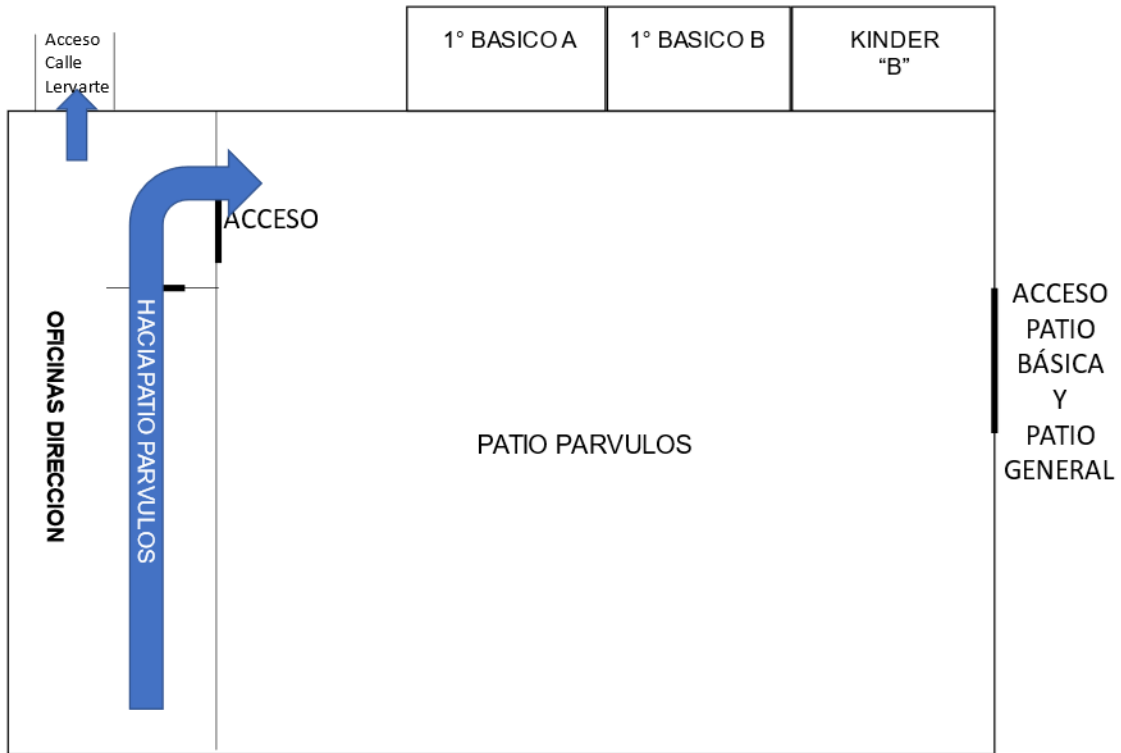 Acceso
Calle
Lervarte
1° BASICO A
1° BASICO B
KINDER
“B”
ACCESO
HACIA PATIO PARVULOS
OFICINAS DIRECCION
PATIO PARVULOS
ACCESO
PATIO
BÁSICA
Y
PATIO
GENERAL